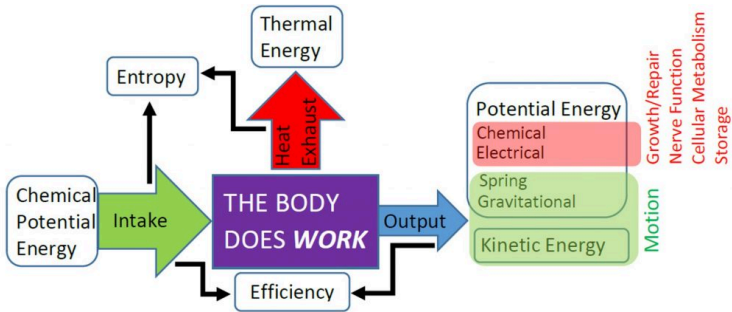 Thermal
Energy
Entropy
Heat
Exhaust
Chemical
Potential
Energy
Intake
THE BODY
DOES WORK
Output
Efficiency
Potential Energy
Chemical
Electrical
Spring
Gravitational
Kinetic Energy
Growth/Repair
Nerve Function
Cellular Metabolism
Storage
Motion